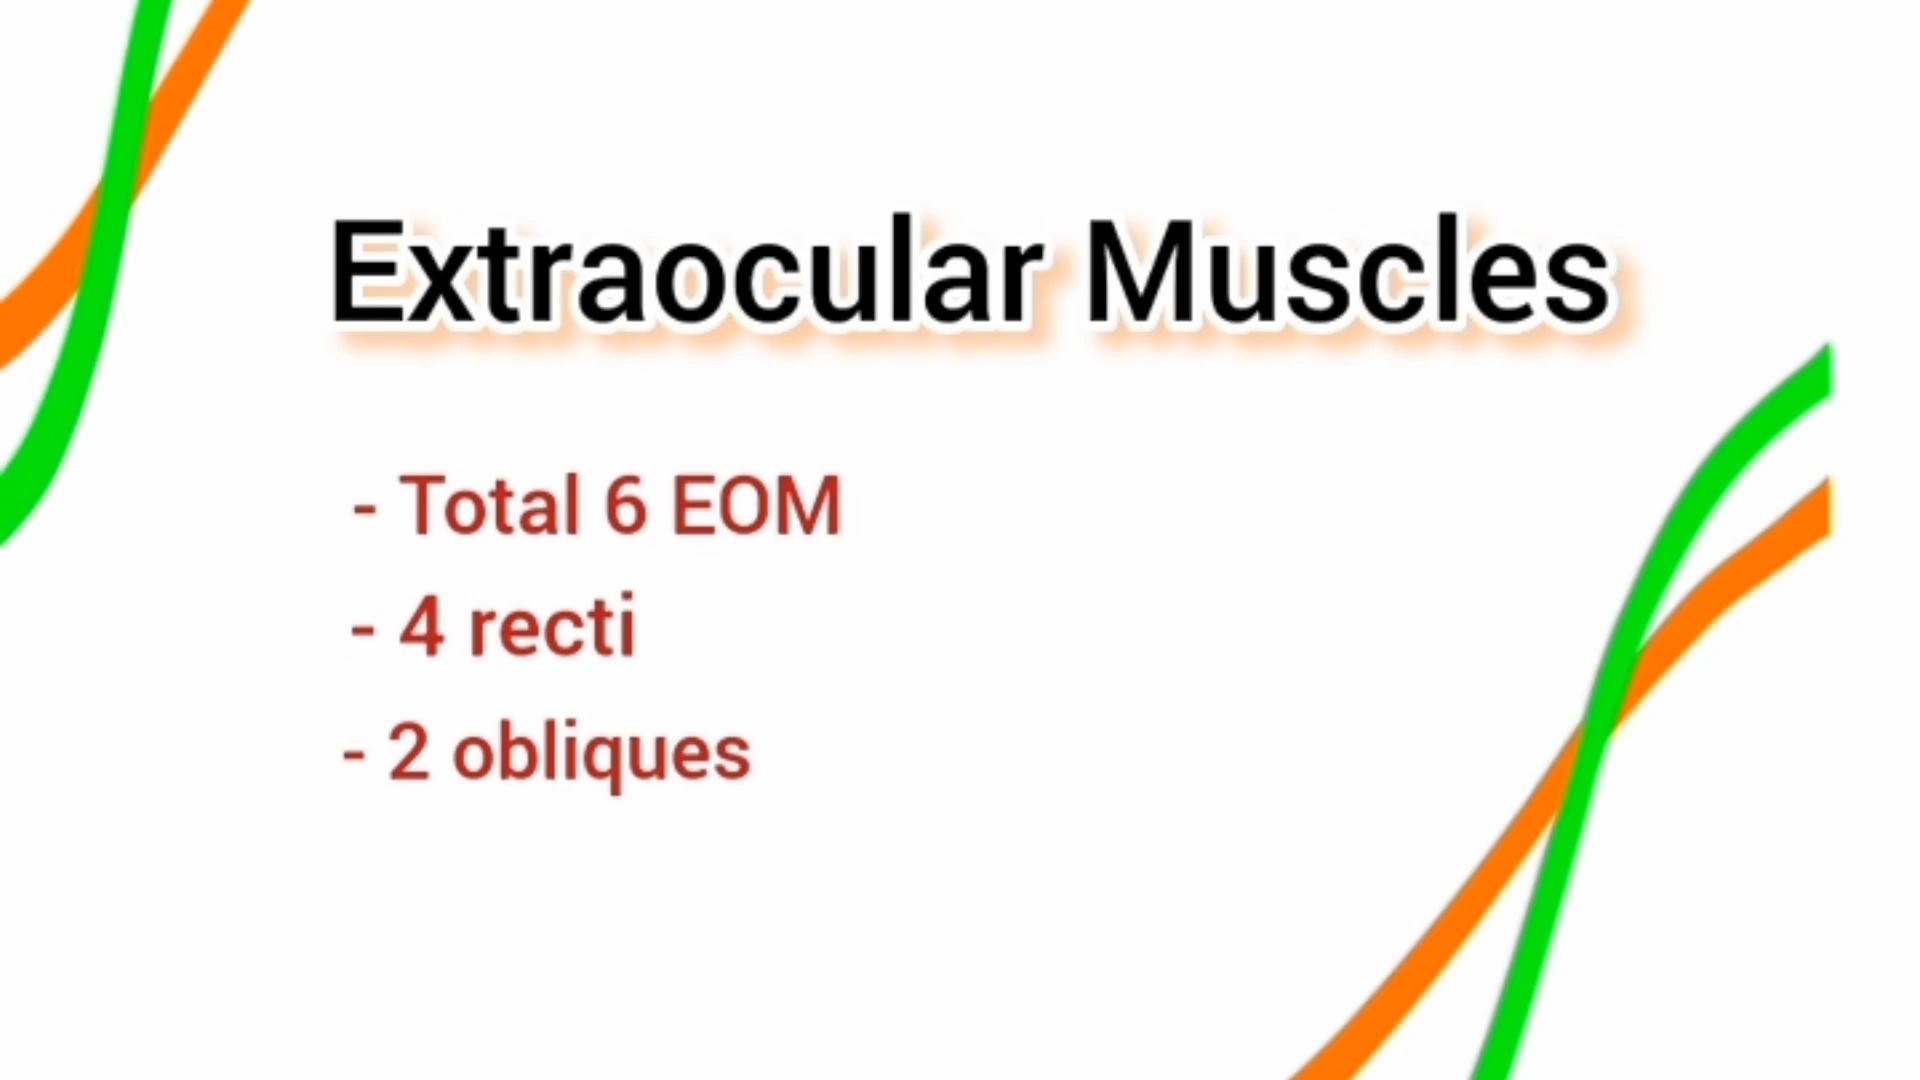 Extraocular Muscles
- Total 6 EOM
- 4 recti
- 2 obliques